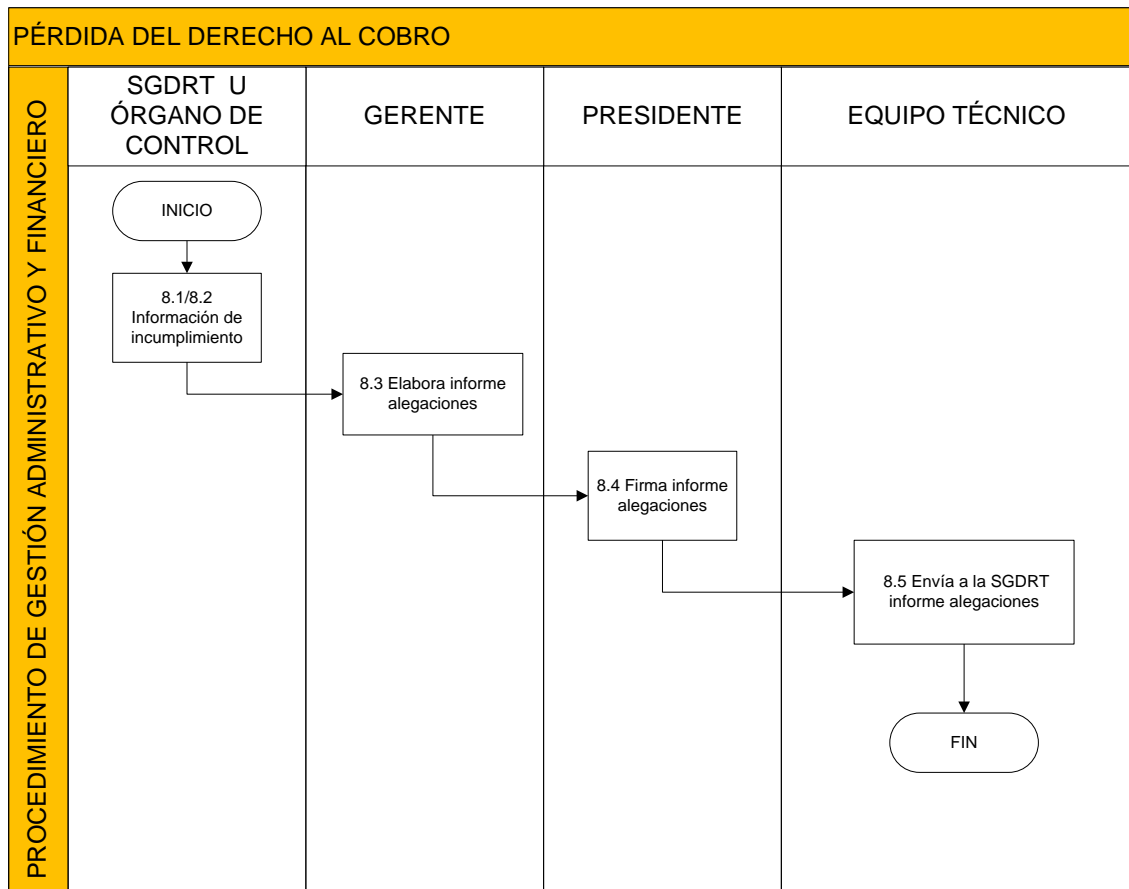 PÉRDIDA DEL DERECHO AL COBRO
PROCEDIMIENTO DE GESTIÓN ADMINISTRATIVO Y FINANCIERO
SGDRT U
ÓRGANO DE
CONTROL
GERENTE
PRESIDENTE
EQUIPO TÉCNICO
INICIO
8.1/8.2
Información de
incumplimiento
8.3 Elabora informe
alegaciones
8.4 Firma informe
alegaciones
8.5 Envía a la SGDRT
informe alegaciones
FIN